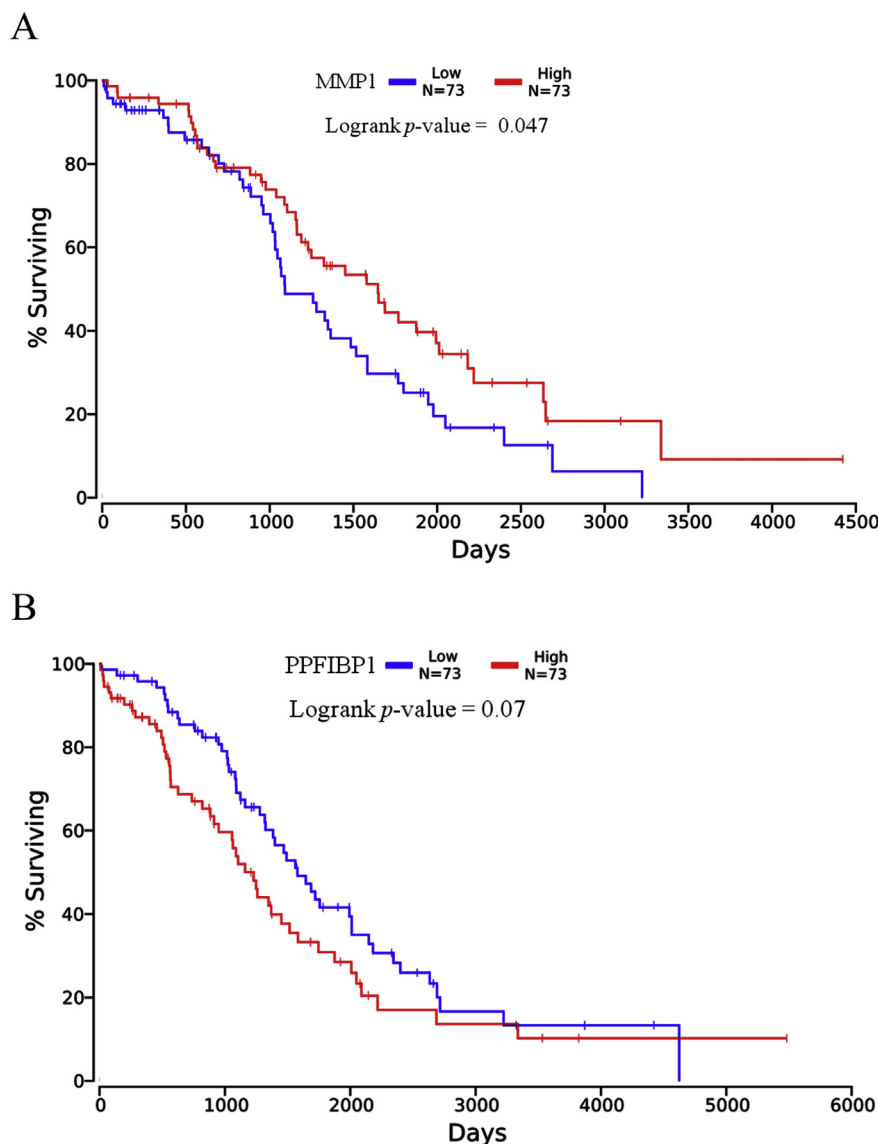 A
MMP1 Low N=73 High N=73
Logrank p-value = 0.047
% Surviving
100
80
60
40
20
0
0 500 1000 1500 2000 2500 3000 3500 4000 4500
Days
B
PPFIBP1 Low N=73 High N=73
Logrank p-value = 0.07
% Surviving
100
80
60
40
20
0
0 1000 2000 3000 4000 5000 6000
Days